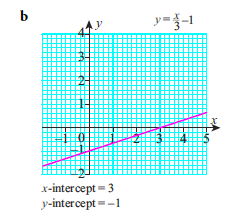 b
y = x/3 − 1
y
4
3
2
1
x
−1 0 1 2 3 4 5
−1
−2
x-intercept = 3
y-intercept = −1